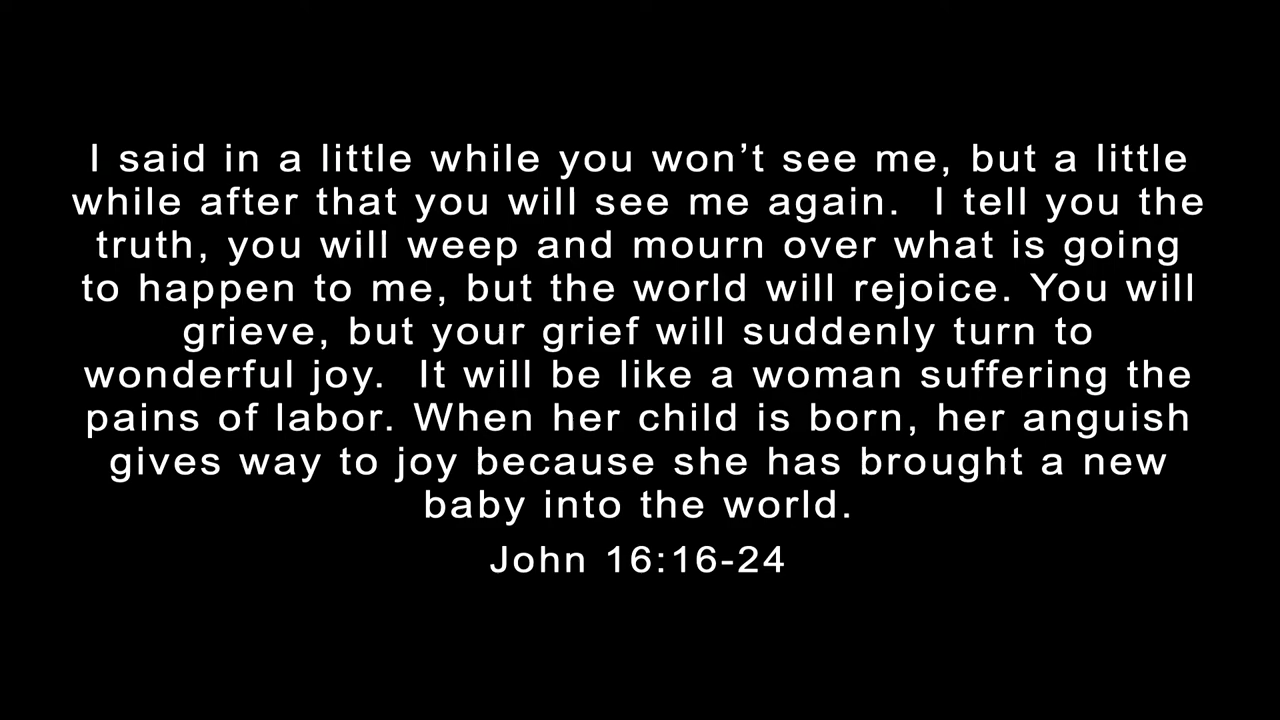 I said in a little while you won’t see me, but a little
while after that you will see me again.  I tell you the
truth, you will weep and mourn over what is going
to happen to me, but the world will rejoice. You will
grieve, but your grief will suddenly turn to
wonderful joy.  It will be like a woman suffering the
pains of labor. When her child is born, her anguish
gives way to joy because she has brought a new
baby into the world.
John 16:16-24